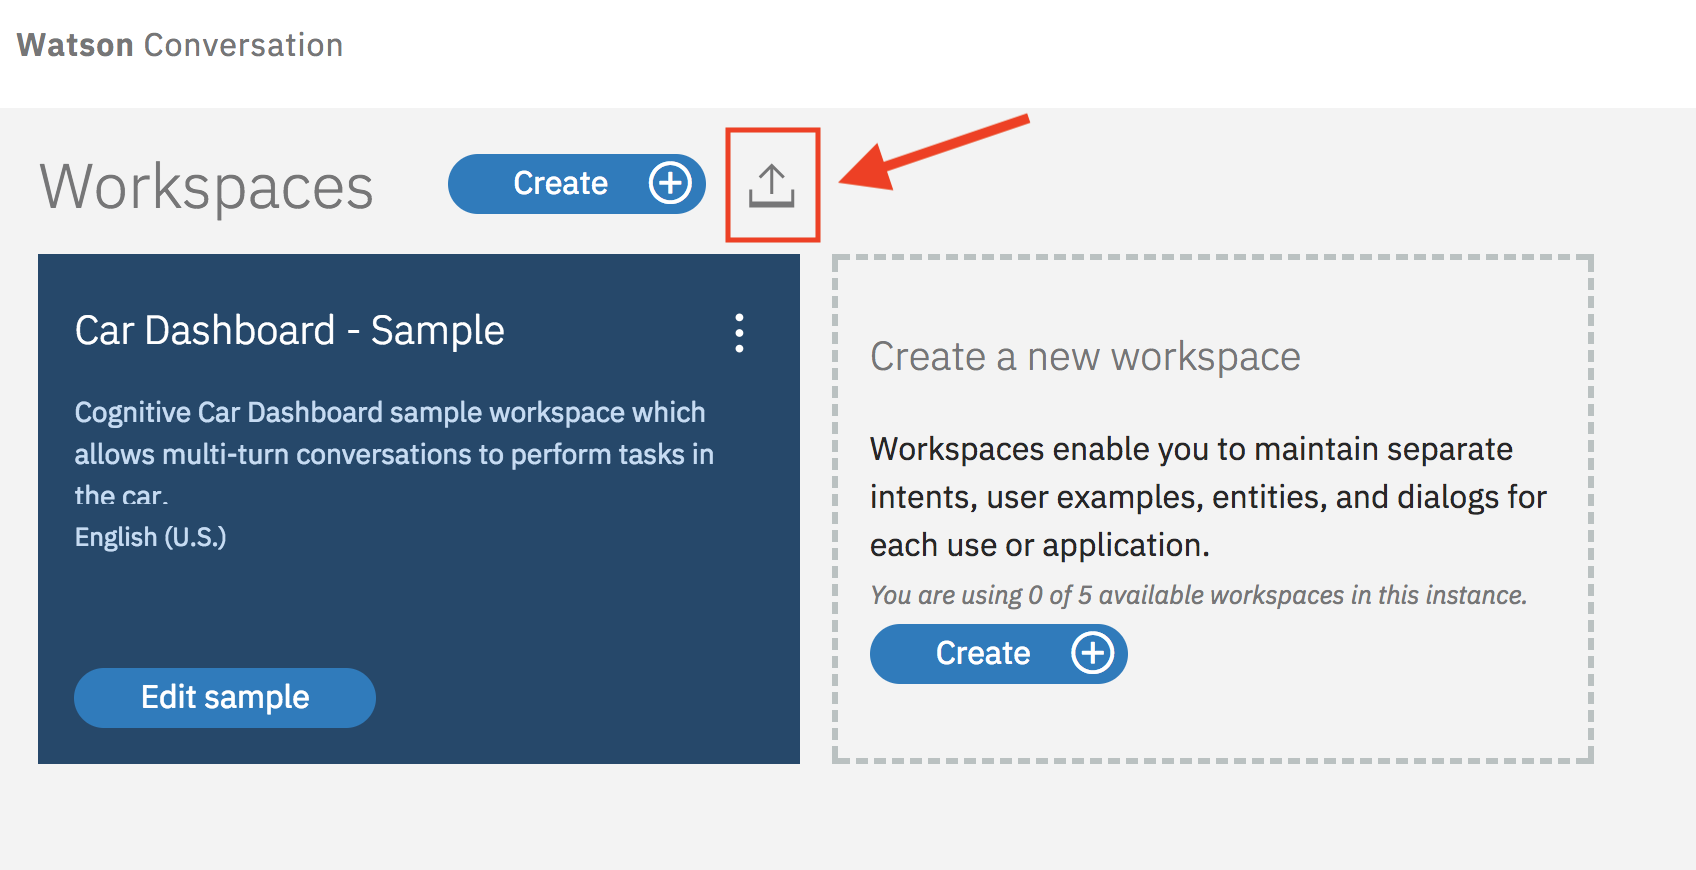 Watson Conversation
Workspaces
Create
Car Dashboard - Sample
Cognitive Car Dashboard sample workspace which
allows multi-turn conversations to perform tasks in
the car.
English (U.S.)
Edit sample
Create a new workspace
Workspaces enable you to maintain separate
intents, user examples, entities, and dialogs for
each use or application.
You are using 0 of 5 available workspaces in this instance.
Create